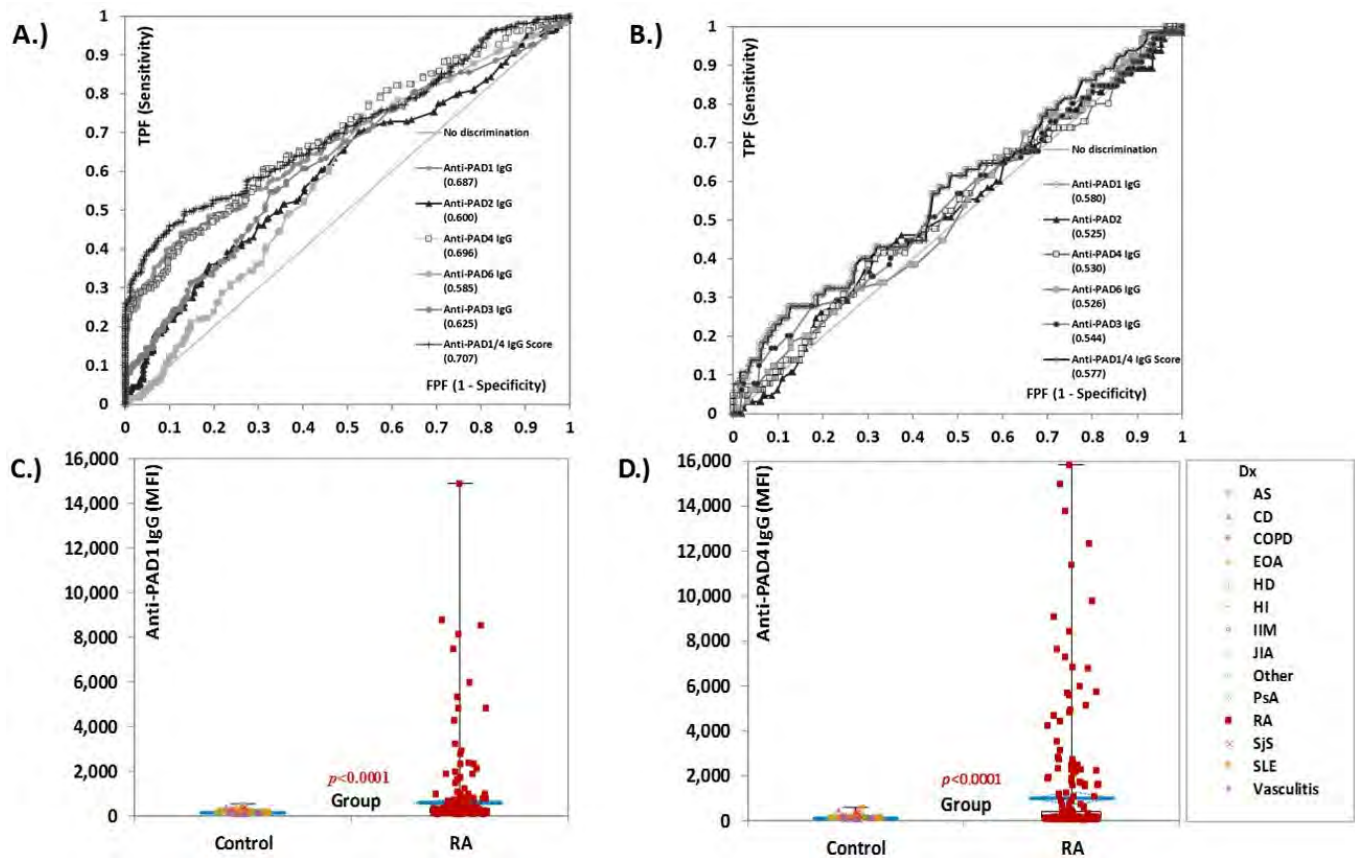 A.)
TPF (Sensitivity)
1
0.9
0.8
0.7
0.6
0.5
0.4
0.3
0.2
0.1
0
No discrimination
Anti-PAD1 IgG
(0.687)
Anti-PAD2 IgG
(0.600)
Anti-PAD4 IgG
(0.696)
Anti-PAD6 IgG
(0.585)
Anti-PAD3 IgG
(0.625)
Anti-PAD1/4 IgG Score
(0.707)
FPF (1 - Specificity)
0 0.1 0.2 0.3 0.4 0.5 0.6 0.7 0.8 0.9 1
B.)
TPF (Sensitivity)
1
0.9
0.8
0.7
0.6
0.5
0.4
0.3
0.2
0.1
0
No discrimination
Anti-PAD1 IgG
(0.580)
Anti-PAD2
(0.525)
Anti-PAD4 IgG
(0.530)
Anti-PAD6 IgG
(0.526)
Anti-PAD3 IgG
(0.544)
Anti-PAD1/4 IgG Score
(0.577)
FPF (1 - Specificity)
0 0.1 0.2 0.3 0.4 0.5 0.6 0.7 0.8 0.9 1
C.)
Anti-PAD1 IgG (MFI)
16,000
14,000
12,000
10,000
8,000
6,000
4,000
2,000
0
p<0.0001
Group
Control RA
D.)
Anti-PAD4 IgG (MFI)
16,000
14,000
12,000
10,000
8,000
6,000
4,000
2,000
0
p<0.0001
Group
Control RA
Dx
AS
CD
COPD
EOA
HD
HI
IIM
JIA
Other
PsA
RA
SjS
SLE
Vasculitis